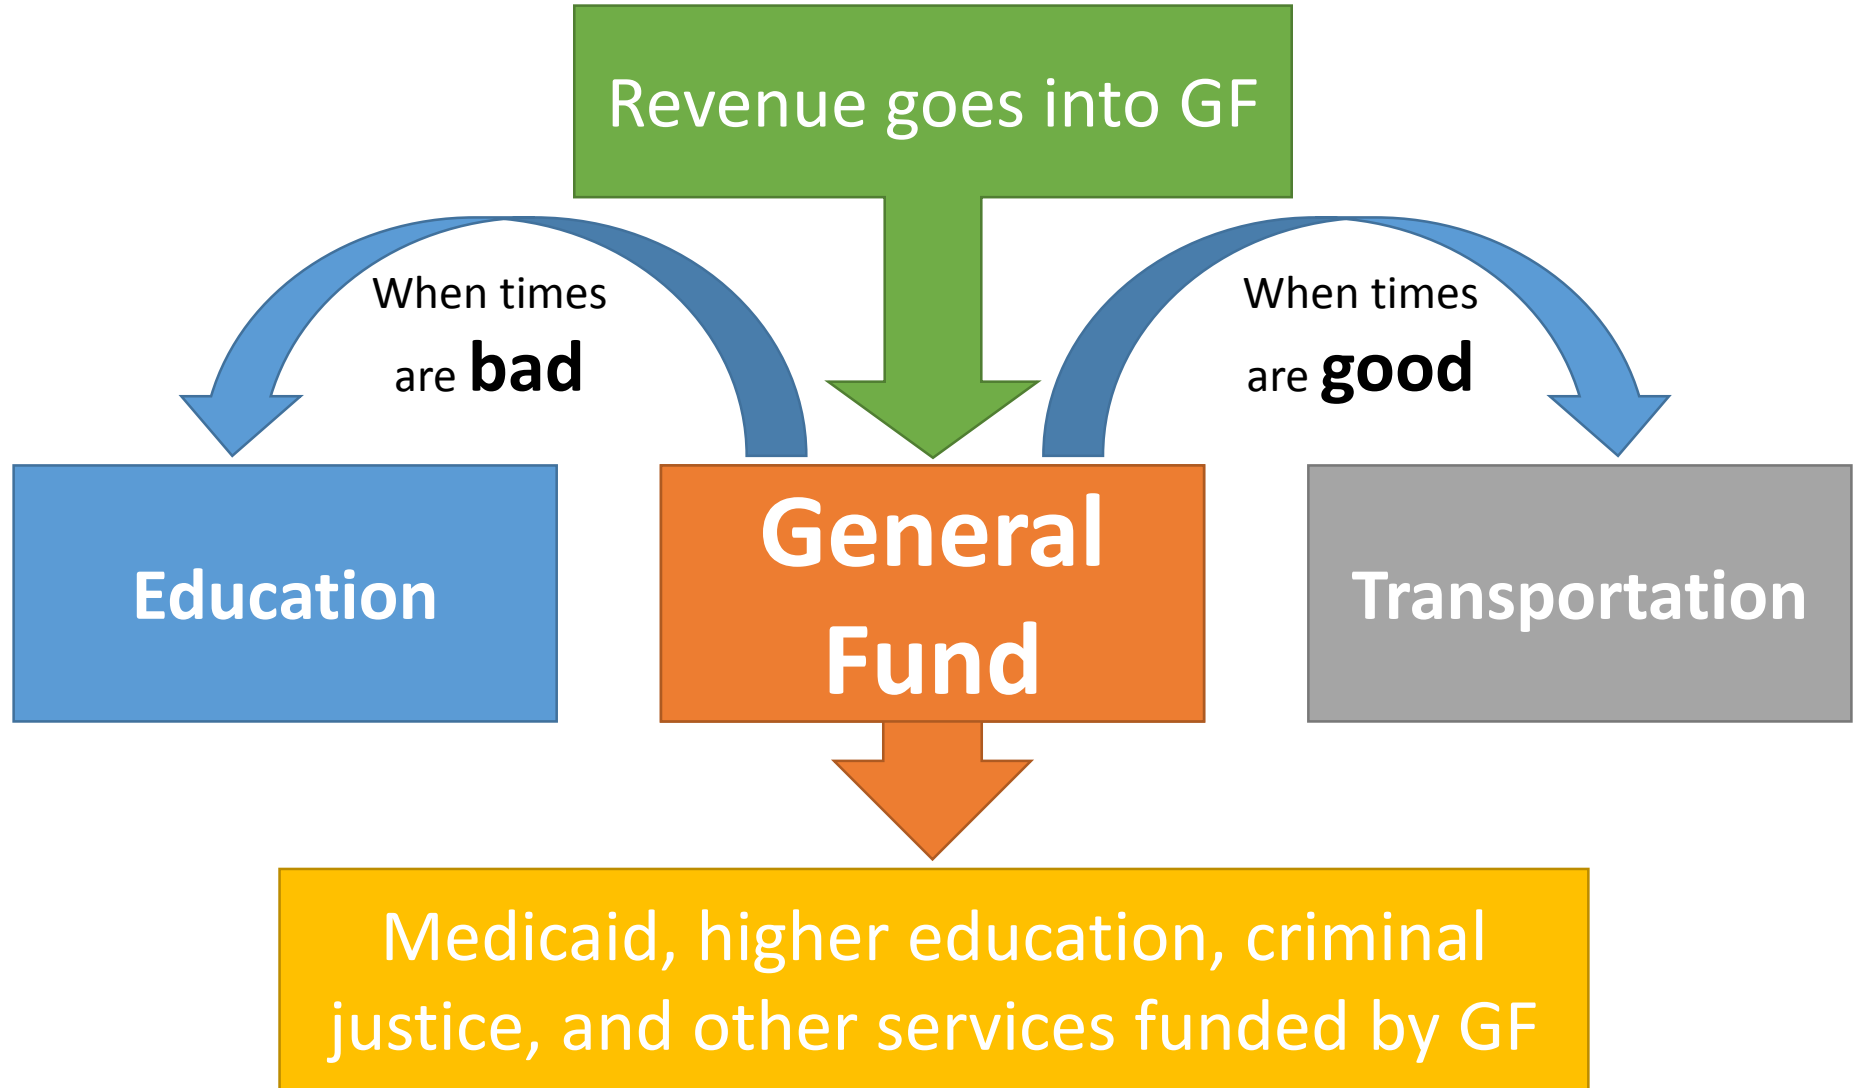 Revenue goes into GF
When times
are bad
When times
are good
Education
General
Fund
Transportation
Medicaid, higher education, criminal
justice, and other services funded by GF